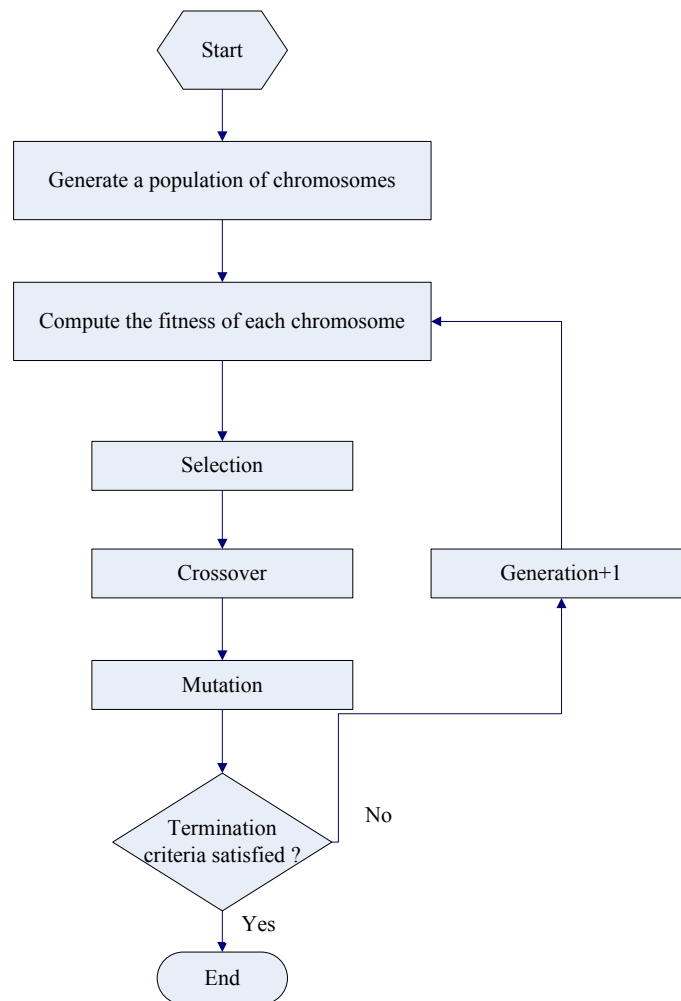 Start
Generate a population of chromosomes
Compute the fitness of each chromosome
Selection
Crossover
Generation+1
Mutation
No
Termination
criteria satisfied ?
Yes
End